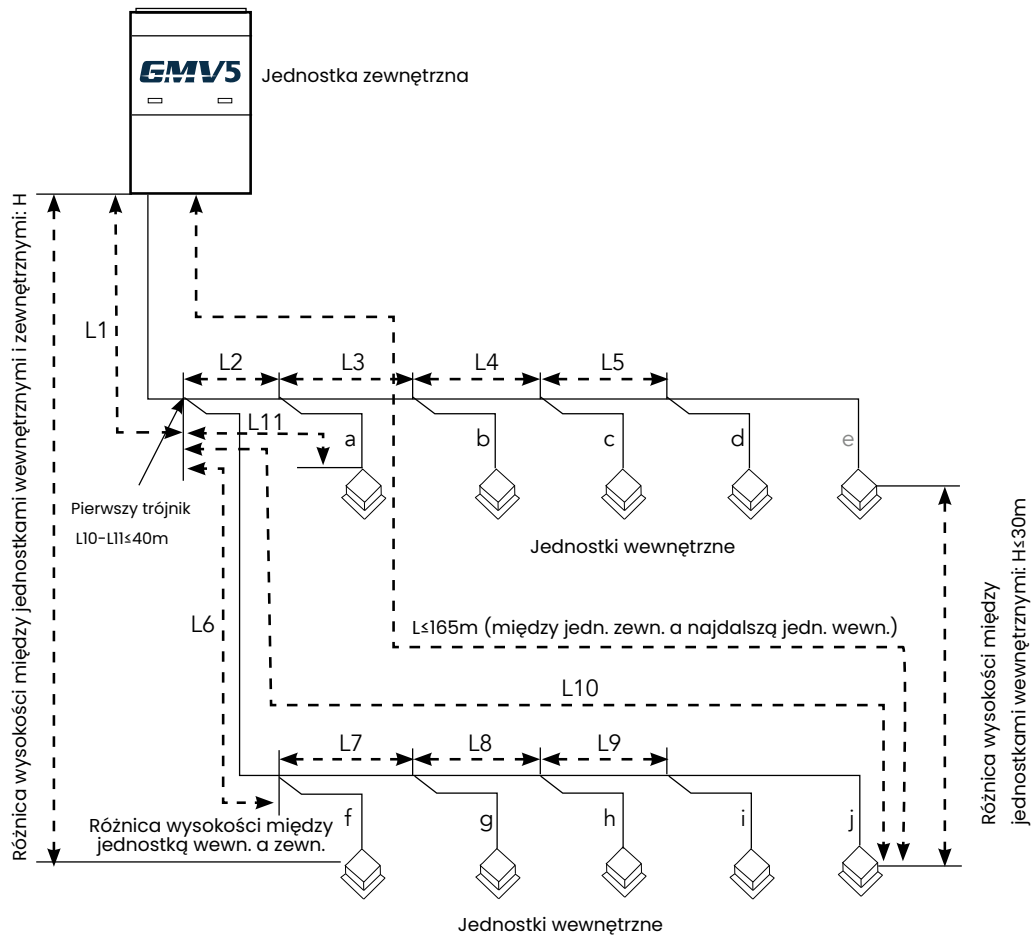 GMV5
Jednostka zewnętrzna
Różnica wysokości między jednostkami wewnętrznymi i zewnętrznymi: H
L1
L2
L3
L4
L5
L11
a
b
c
d
e
Pierwszy trójnik
L10-L11≤40m
Jednostki wewnętrzne
L6
L≤165m (między jedn. zewn. a najdalszą jedn. wewn.)
Różnica wysokości między
jednostkami wewnętrznymi: H≤30m
L10
L7
L8
L9
f
g
h
i
j
Różnica wysokości między
jednostką wewn. a zewn.
Jednostki wewnętrzne